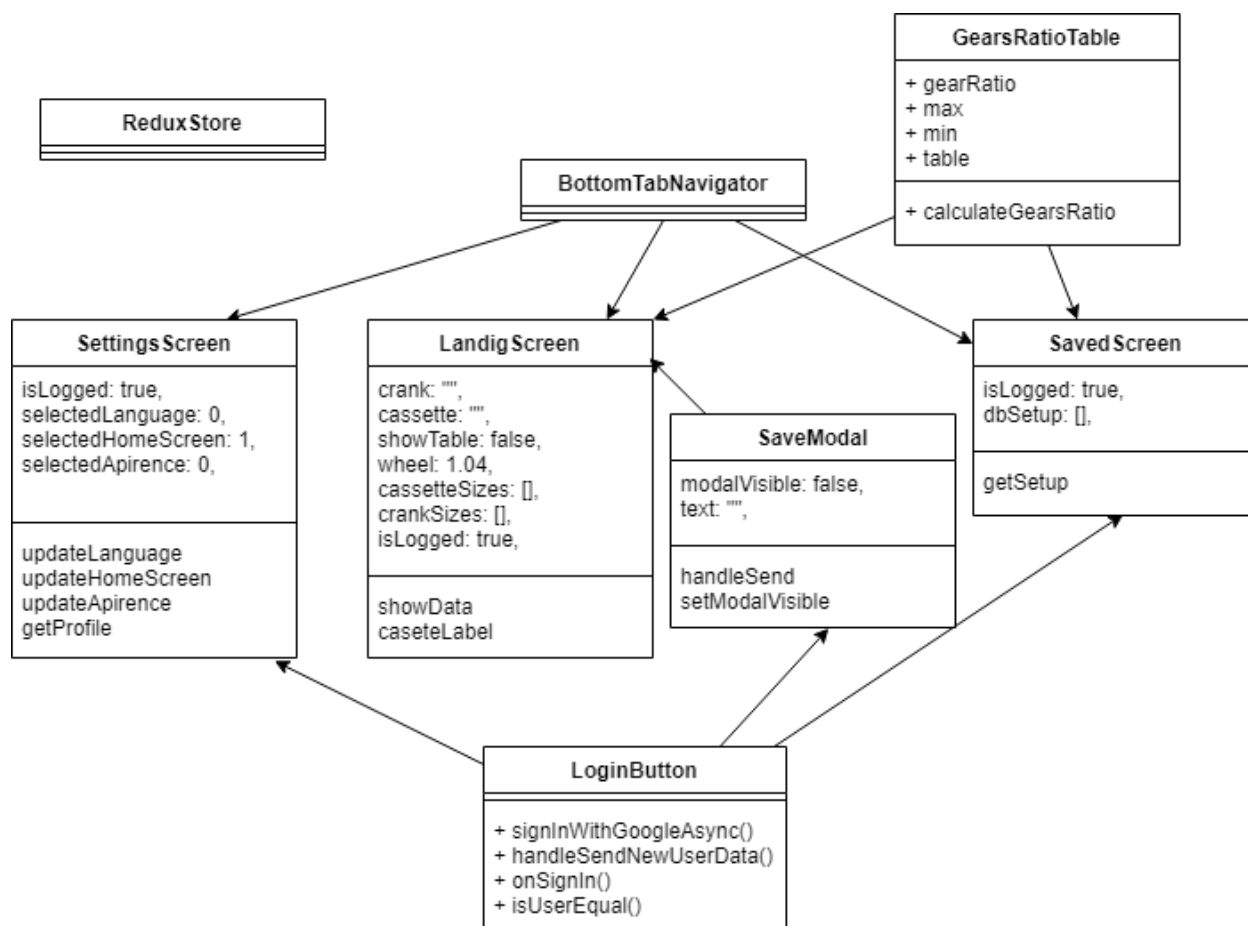 GearsRatioTable
+ gearRatio
+ max
+ min
+ table
+ calculateGearsRatio
ReduxStore
BottomTabNavigator
SettingsScreen
isLogged: true,
selectedLanguage: 0,
selectedHomeScreen: 1,
selectedApirence: 0,
updateLanguage
updateHomeScreen
updateApirence
getProfile
LandigScreen
crank: "",
cassette: "",
showTable: false,
wheel: 1.04,
cassetteSizes: [],
crankSizes: [],
isLogged: true,
showData
caseteLabel
SaveModal
modalVisible: false,
text: "",
handleSend
setModalVisible
SavedScreen
isLogged: true,
dbSetup: [],
getSetup
LoginButton
+ signInWithGoogleAsync()
+ handleSendNewUserData()
+ onSignIn()
+ isUserEqual()